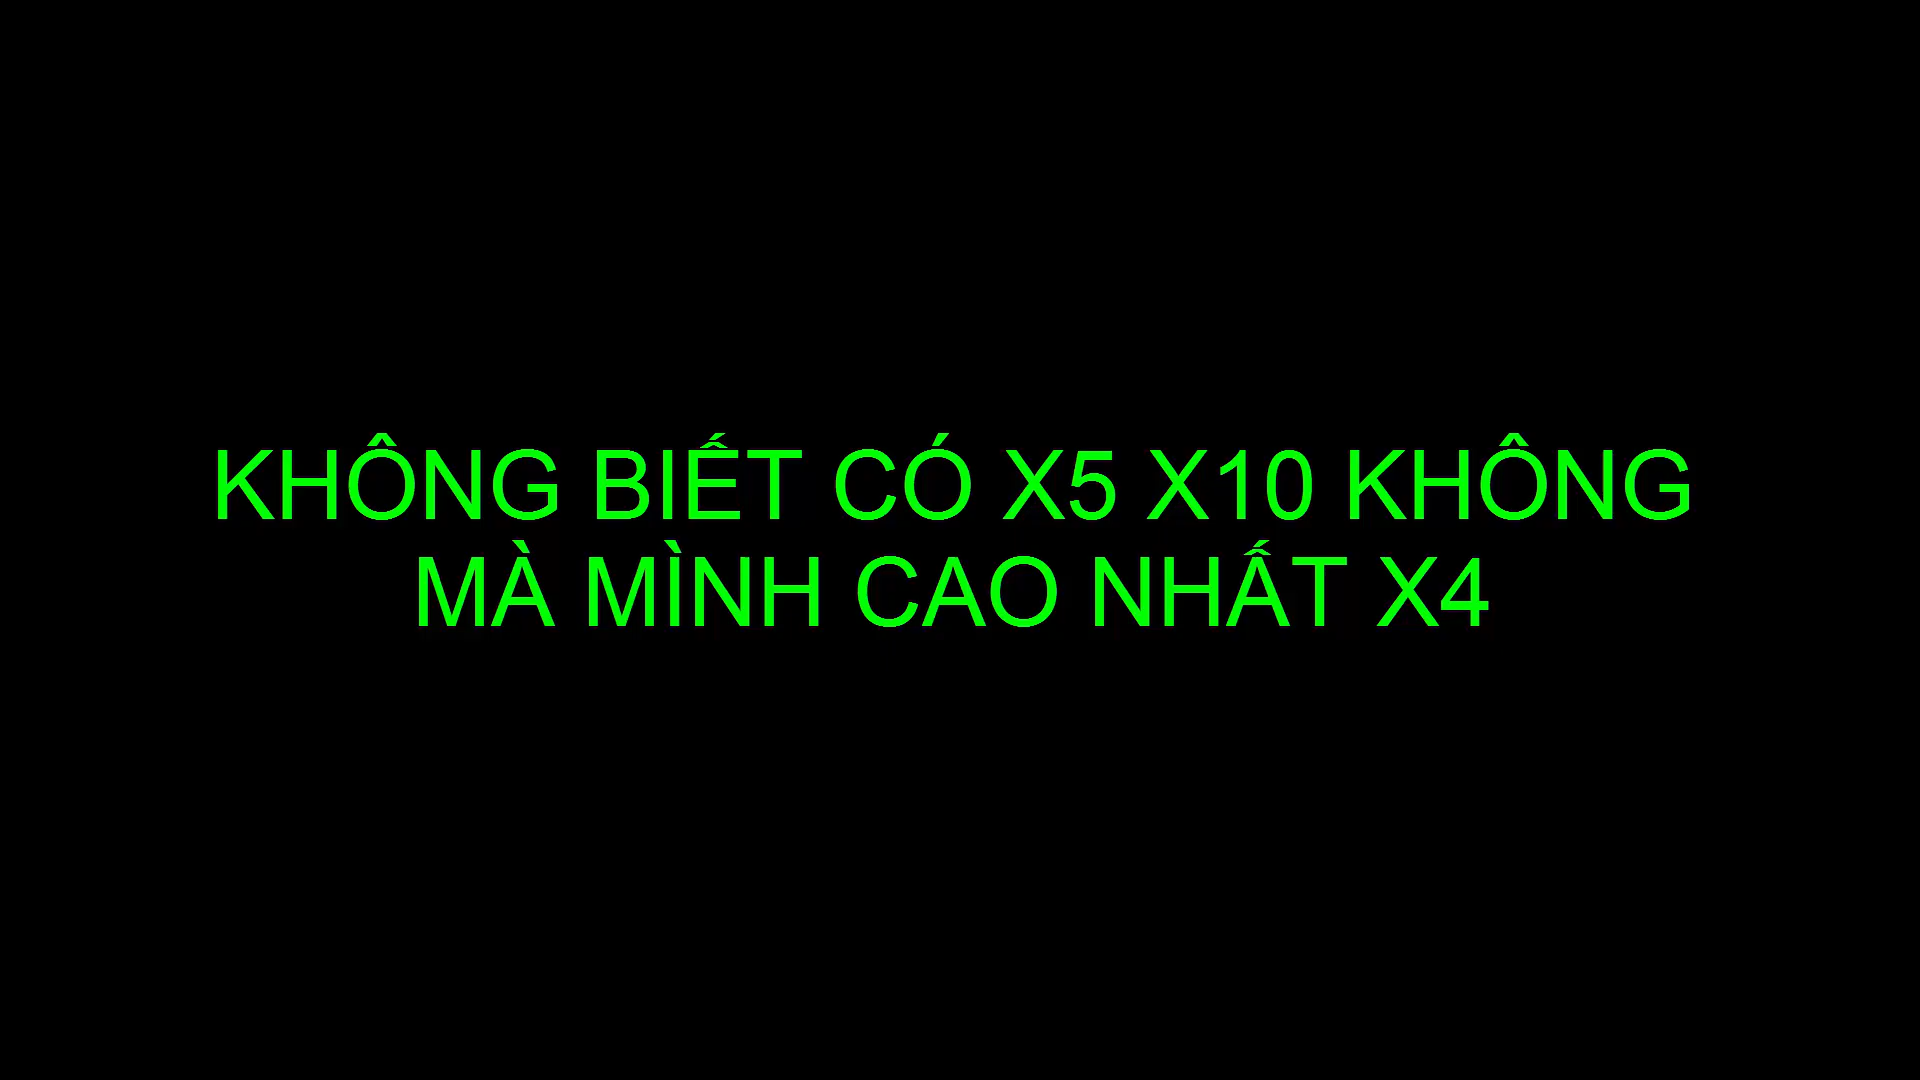 KHÔNG BIẾT CÓ X5 X10 KHÔNG
MÀ MÌNH CAO NHẤT X4